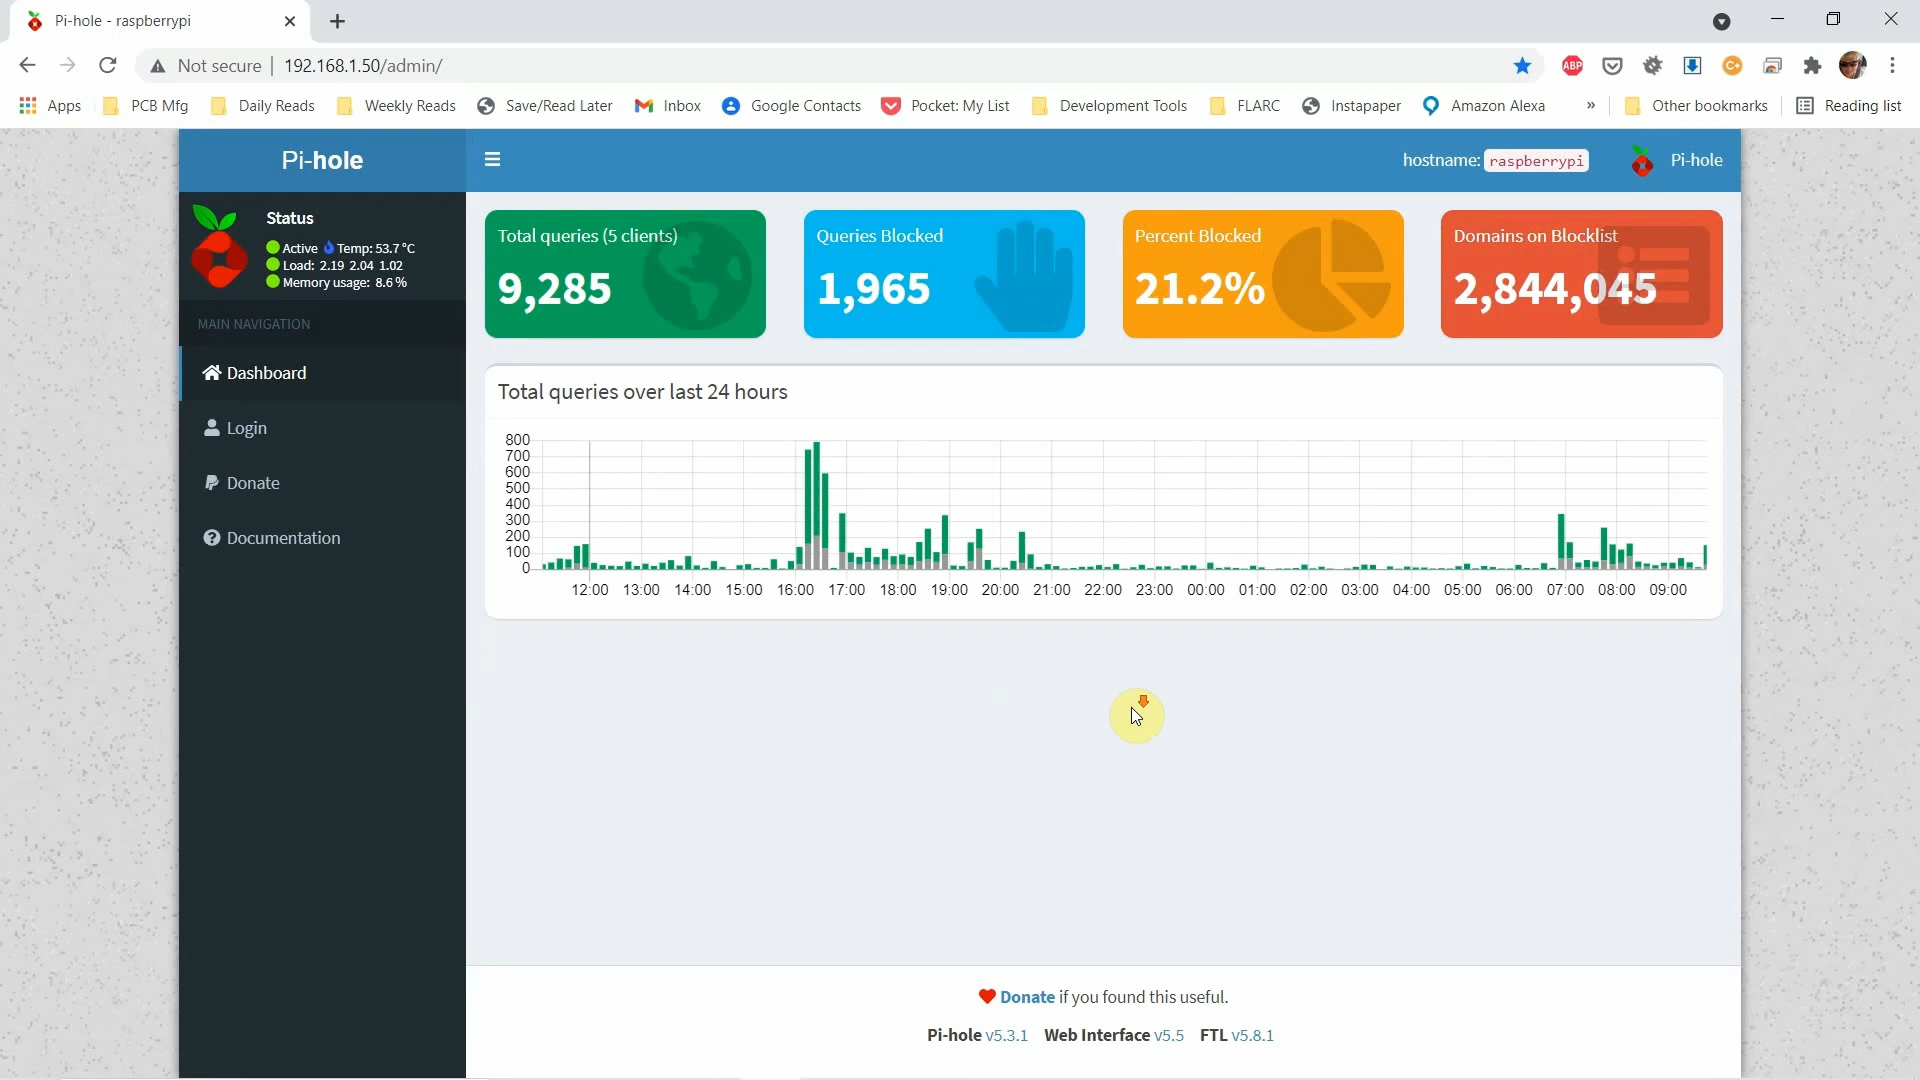 Pi-hole - raspberrypi
Not secure | 192.168.1.50/admin/
ABP
C+
Apps PCB Mfg Daily Reads Weekly Reads Save/Read Later Inbox Google Contacts Pocket: My List Development Tools FLARC Instapaper Amazon Alexa » Other bookmarks Reading list
Pi-hole
hostname: raspberrypi Pi-hole
Status
Active Temp: 53.7 °C
Load: 2.19 2.04 1.02
Memory usage: 8.6 %
MAIN NAVIGATION
Dashboard
Login
Donate
Documentation
Total queries (5 clients)
9,285
Queries Blocked
1,965
Percent Blocked
21.2%
Domains on Blocklist
2,844,045
Total queries over last 24 hours
800
700
600
500
400
300
200
100
0
12:00 13:00 14:00 15:00 16:00 17:00 18:00 19:00 20:00 21:00 22:00 23:00 00:00 01:00 02:00 03:00 04:00 05:00 06:00 07:00 08:00 09:00
Donate if you found this useful.
Pi-hole v5.3.1 Web Interface v5.5 FTL v5.8.1